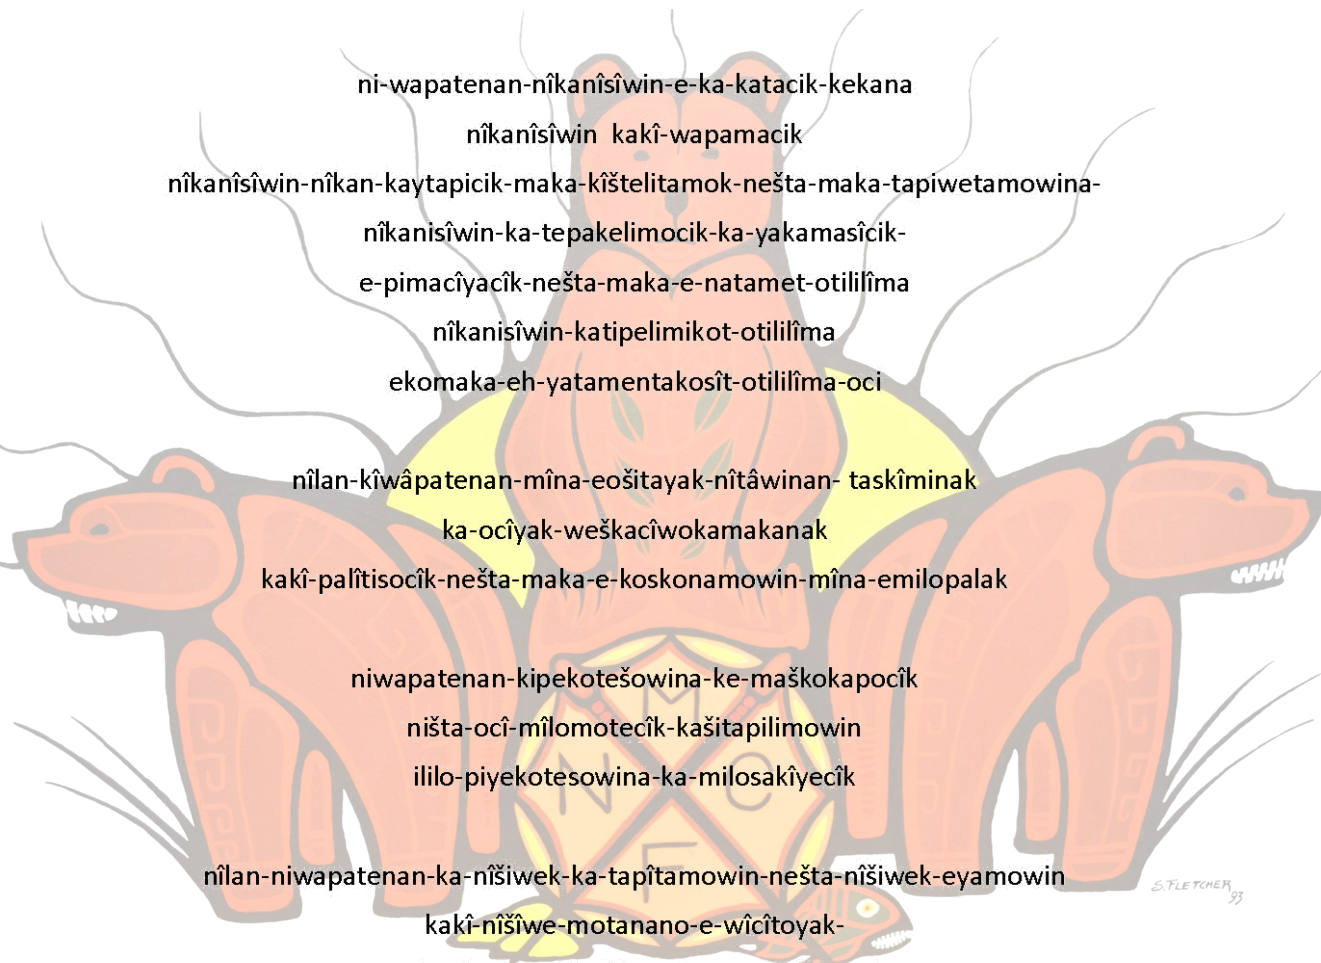 ni-wapatenan-nîkanîsîwin-e-ka-katacik-kekana
nîkanîsîwin kakî-wapamacik
nîkanîsîwin-nîkan-kaytapicik-maka-kîštelitamok-nešta-maka-tapiwetamowina-
nîkanisîwin-ka-tepakelimocik-ka-yakamasîcik-
e-pimacîyacîk-nešta-maka-e-natamet-otililîma
nîkanisîwin-katipelimikot-otililîma
ekomaka-eh-yatamentakosît-otililîma-oci
nîlan-kîwâpatenan-mîna-eošitayak-nîtâwinan- taskîminak
ka-ocîyak-weškacîwokamakanak
kakî-palîtisocîk-nešta-maka-e-koskonamowin-mîna-emilopalak
niwapatenan-kipekotešowina-ke-maškokapocîk
ništa-ocî-mîlomotecîk-kašitapilimowin
ililo-piyekotesowina-ka-milosakîyecîk
nîlan-niwapatenan-ka-nîšiwek-ka-tapîtamowin-nešta-nîšiwek-eyamowin
kakî-nîšîwe-motanano-e-wîcîtoyak-
M
N C
F
S. FLETCHER 93